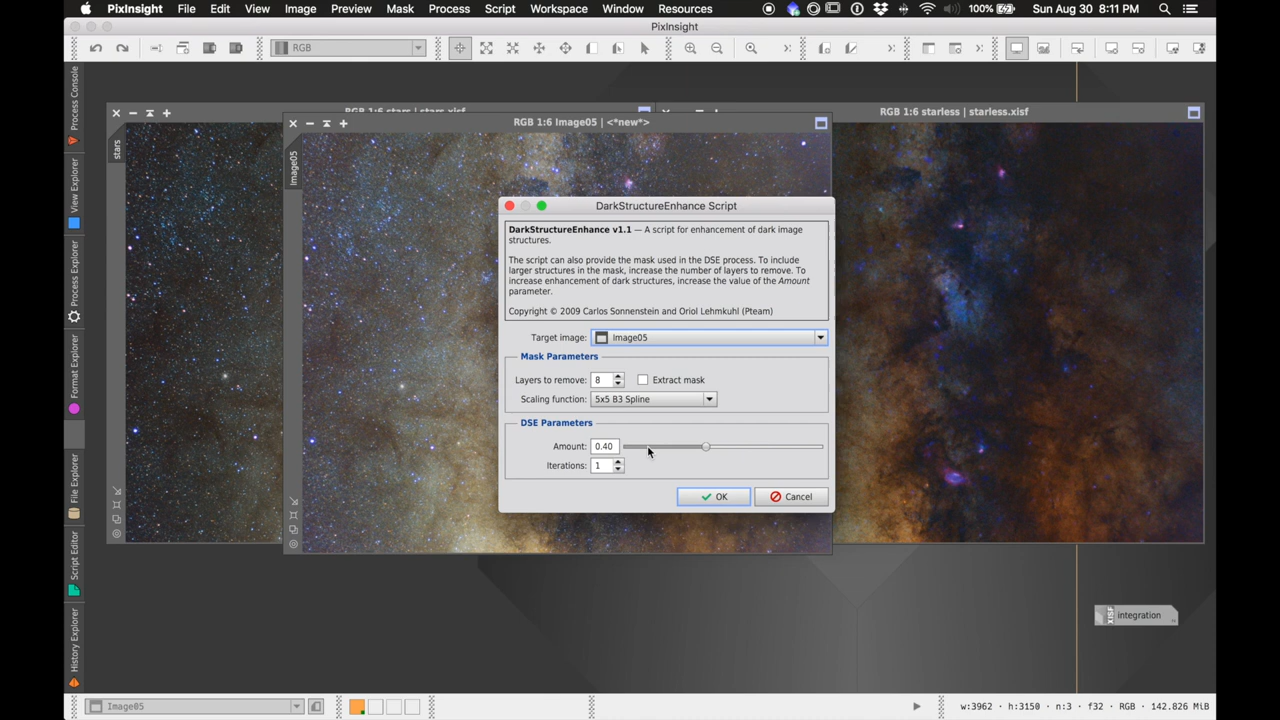 PixInsight File Edit View Image Preview Mask Process Script Workspace Window Resources 100% Sun Aug 30 8:11 PM
PixInsight
RGB
Process Console
View Explorer
Process Explorer
Format Explorer
File Explorer
Script Editor
History Explorer
RGB 1:6 stars | stars.xisf
stars
RGB 1:6 Image05 | <*new*>
Image05
RGB 1:6 starless | starless.xisf
DarkStructureEnhance Script
DarkStructureEnhance v1.1 — A script for enhancement of dark image
structures.
The script can also provide the mask used in the DSE process. To include
larger structures in the mask, increase the number of layers to remove. To
increase enhancement of dark structures, increase the value of the Amount
parameter.
Copyright © 2009 Carlos Sonnenstein and Oriol Lehmkuhl (Pteam)
Target image: Image05
Mask Parameters
Layers to remove: 8 Extract mask
Scaling function: 5x5 B3 Spline
DSE Parameters
Amount: 0.40
Iterations: 1
OK Cancel
XISF integration
Image05
w:3962 · h:3150 · n:3 · f32 · RGB · 142.826 MiB